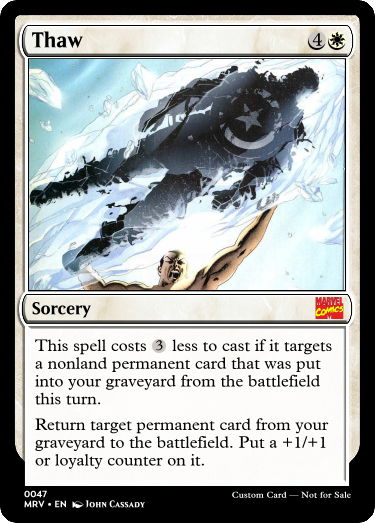 Thaw 4
Sorcery
MARVEL
COMICS
This spell costs 3 less to cast if it targets
a nonland permanent card that was put
into your graveyard from the battlefield
this turn.
Return target permanent card from your
graveyard to the battlefield. Put a +1/+1
or loyalty counter on it.
0047
MRV • EN JOHN CASSADY
Custom Card — Not for Sale